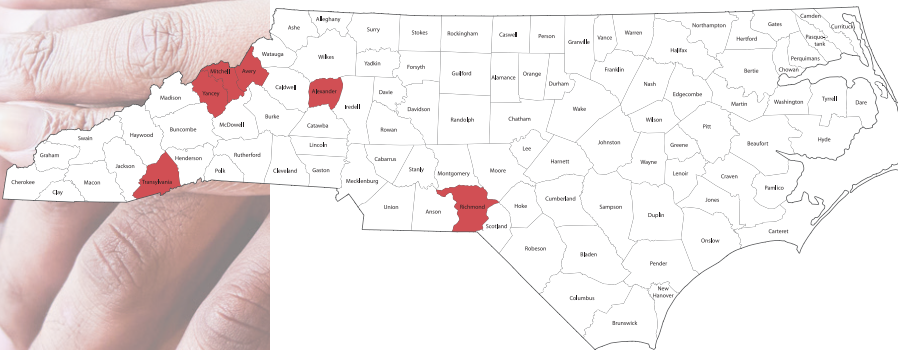 Alleghany
Ashe
Surry
Stokes
Rockingham
Caswell
Person
Granville
Vance
Warren
Northampton
Gates
Camden
Currituck
Pasquo-
tank
Hertford
Halifax
Perquimans
Chowan
Bertie
Watauga
Wilkes
Yadkin
Forsyth
Guilford
Alamance
Orange
Durham
Franklin
Nash
Edgecombe
Martin
Washington
Tyrrell
Dare
Mitchell
Avery
Yancey
Caldwell
Alexander
Iredell
Davie
Davidson
Randolph
Chatham
Wake
Wilson
Pitt
Beaufort
Hyde
Madison
Buncombe
McDowell
Burke
Catawba
Rowan
Lee
Johnston
Greene
Wayne
Lenoir
Craven
Pamlico
Swain
Haywood
Graham
Jackson
Henderson
Rutherford
Lincoln
Cabarrus
Stanly
Montgomery
Moore
Harnett
Cherokee
Clay
Macon
Transylvania
Polk
Cleveland
Gaston
Mecklenburg
Union
Anson
Richmond
Scotland
Hoke
Cumberland
Sampson
Duplin
Jones
Onslow
Carteret
Robeson
Bladen
Pender
Columbus
New
Hanover
Brunswick